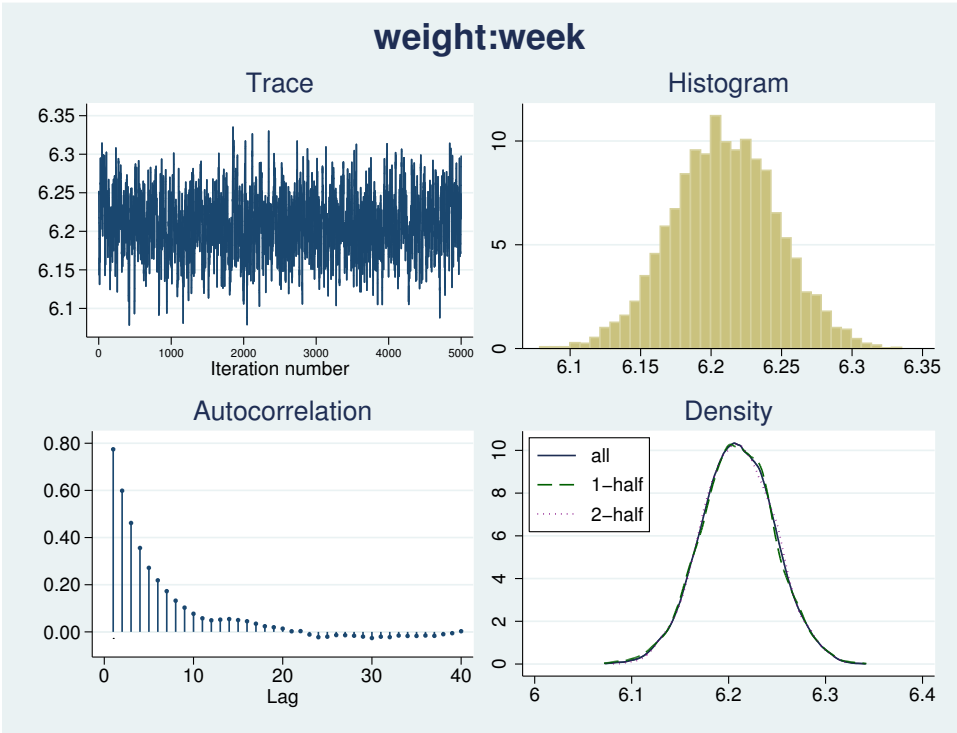 weight:week
Trace
6.35
6.3
6.25
6.2
6.15
6.1
0 1000 2000 3000 4000 5000
Iteration number
Histogram
10
5
0
6.1 6.15 6.2 6.25 6.3 6.35
Autocorrelation
0.80
0.60
0.40
0.20
0.00
0 10 20 30 40
Lag
Density
10
8
6
4
2
0
all
1−half
2−half
6 6.1 6.2 6.3 6.4